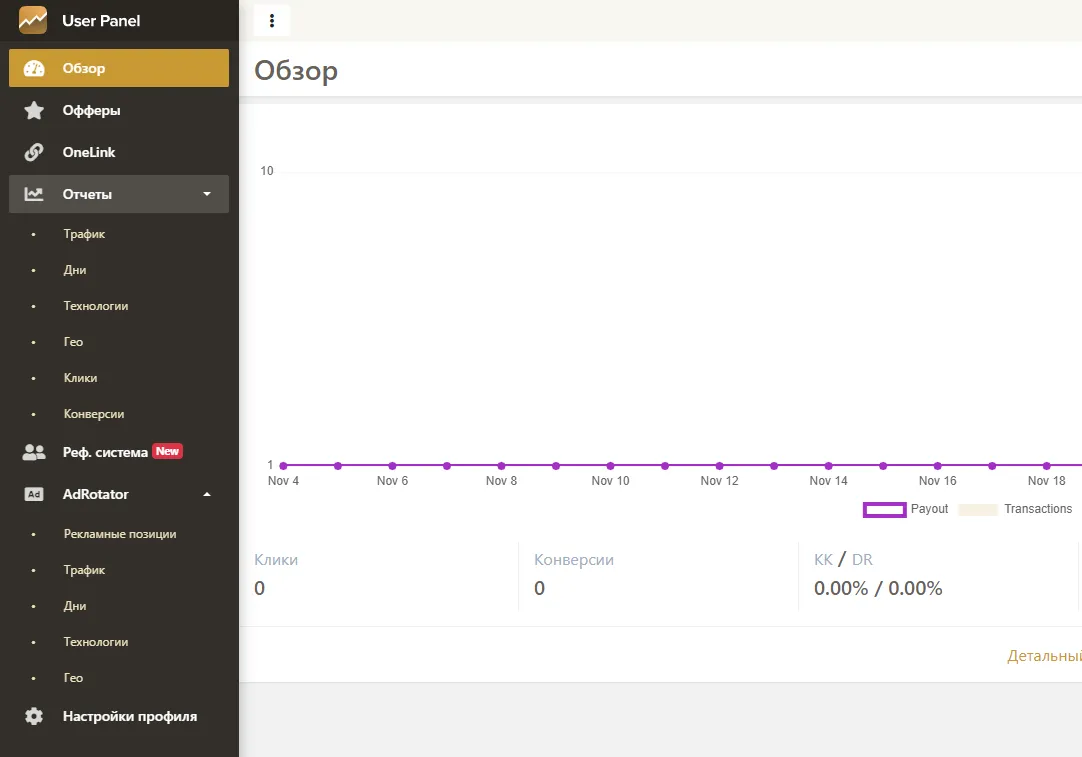 User Panel
Обзор
Офферы
OneLink
Отчеты
Трафик
Дни
Технологии
Гео
Клики
Конверсии
Реф. система New
Ad AdRotator
Рекламные позиции
Трафик
Дни
Технологии
Гео
Настройки профиля
Обзор
10
1
Nov 4 Nov 6 Nov 8 Nov 10 Nov 12 Nov 14 Nov 16 Nov 18
Payout Transactions
Клики Конверсии КК / DR
0 0 0.00% / 0.00%
Детальный